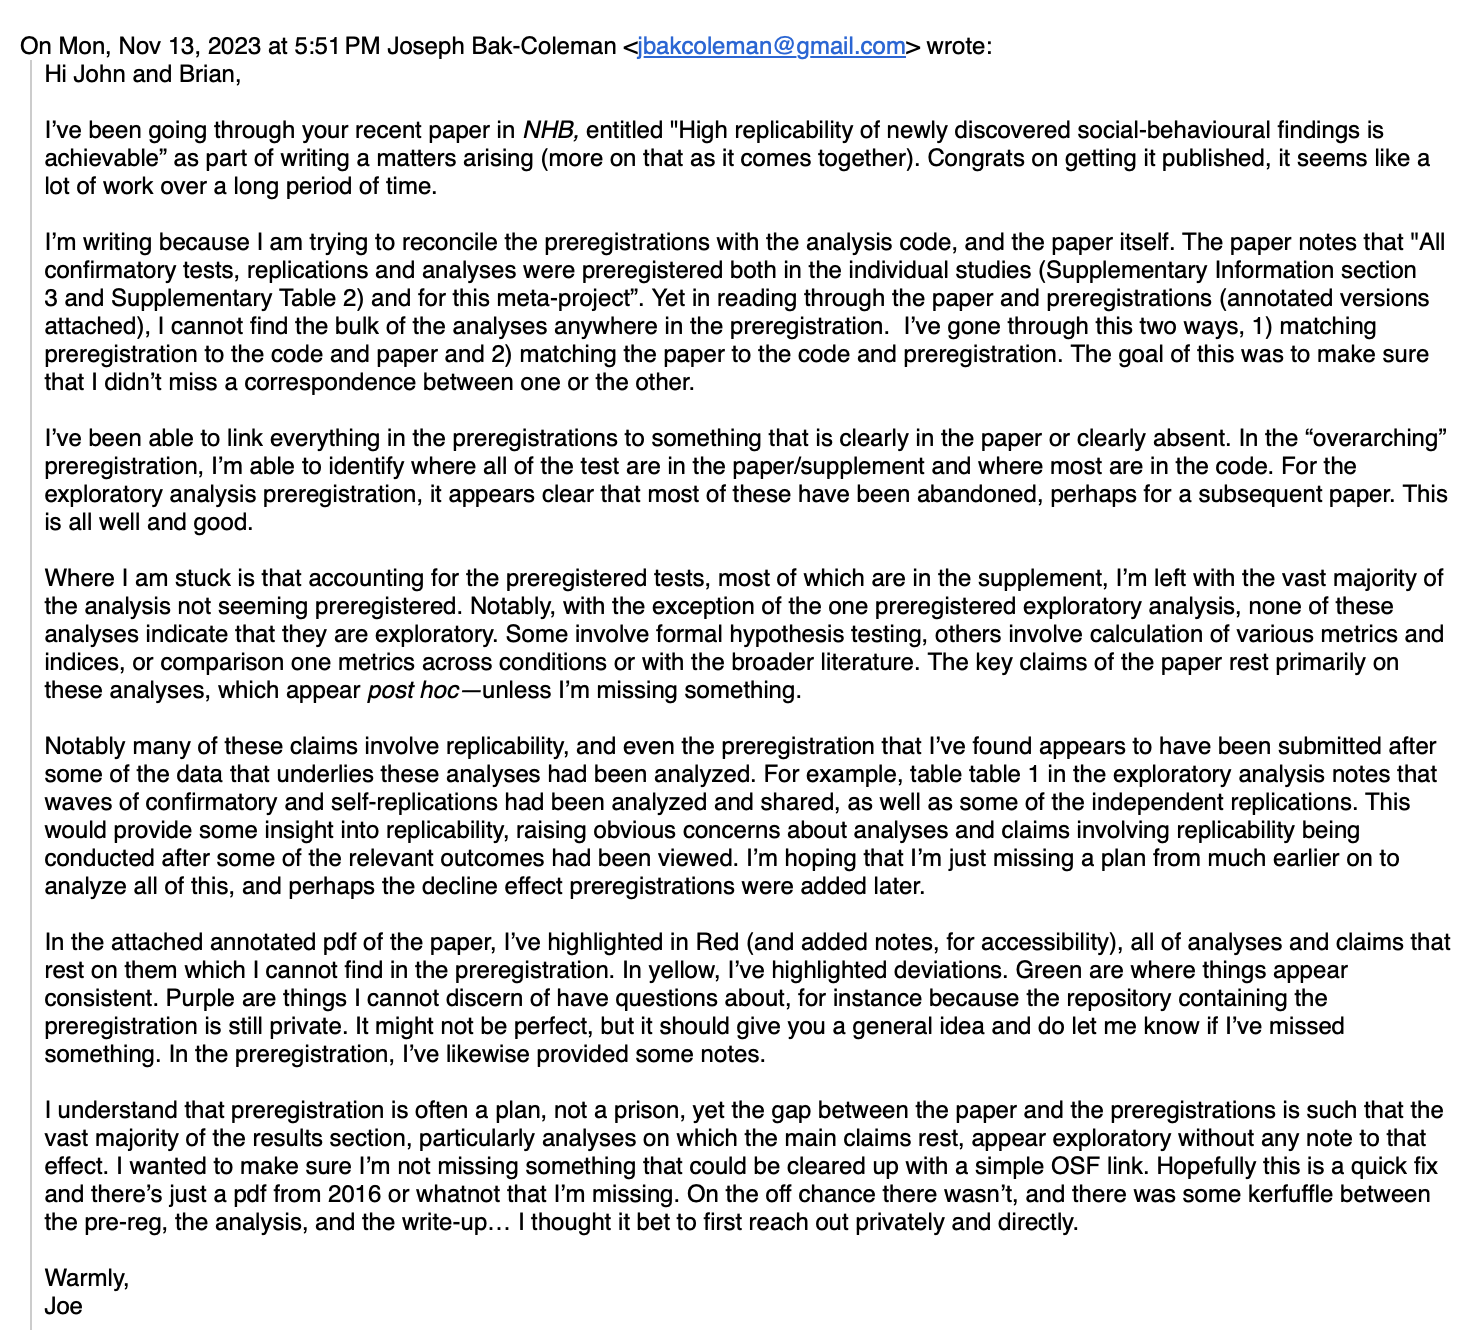 On Mon, Nov 13, 2023 at 5:51 PM Joseph Bak-Coleman <jbakcoleman@gmail.com> wrote:
Hi John and Brian,
I’ve been going through your recent paper in NHB, entitled "High replicability of newly discovered social-behavioural findings is
achievable” as part of writing a matters arising (more on that as it comes together). Congrats on getting it published, it seems like a
lot of work over a long period of time.
I’m writing because I am trying to reconcile the preregistrations with the analysis code, and the paper itself. The paper notes that "All
confirmatory tests, replications and analyses were preregistered both in the individual studies (Supplementary Information section
3 and Supplementary Table 2) and for this meta-project”. Yet in reading through the paper and preregistrations (annotated versions
attached), I cannot find the bulk of the analyses anywhere in the preregistration.  I’ve gone through this two ways, 1) matching
preregistration to the code and paper and 2) matching the paper to the code and preregistration. The goal of this was to make sure
that I didn’t miss a correspondence between one or the other.
I’ve been able to link everything in the preregistrations to something that is clearly in the paper or clearly absent. In the “overarching”
preregistration, I’m able to identify where all of the test are in the paper/supplement and where most are in the code. For the
exploratory analysis preregistration, it appears clear that most of these have been abandoned, perhaps for a subsequent paper. This
is all well and good.
Where I am stuck is that accounting for the preregistered tests, most of which are in the supplement, I’m left with the vast majority of
the analysis not seeming preregistered. Notably, with the exception of the one preregistered exploratory analysis, none of these
analyses indicate that they are exploratory. Some involve formal hypothesis testing, others involve calculation of various metrics and
indices, or comparison one metrics across conditions or with the broader literature. The key claims of the paper rest primarily on
these analyses, which appear post hoc—unless I’m missing something.
Notably many of these claims involve replicability, and even the preregistration that I’ve found appears to have been submitted after
some of the data that underlies these analyses had been analyzed. For example, table table 1 in the exploratory analysis notes that
waves of confirmatory and self-replications had been analyzed and shared, as well as some of the independent replications. This
would provide some insight into replicability, raising obvious concerns about analyses and claims involving replicability being
conducted after some of the relevant outcomes had been viewed. I’m hoping that I’m just missing a plan from much earlier on to
analyze all of this, and perhaps the decline effect preregistrations were added later.
In the attached annotated pdf of the paper, I’ve highlighted in Red (and added notes, for accessibility), all of analyses and claims that
rest on them which I cannot find in the preregistration. In yellow, I’ve highlighted deviations. Green are where things appear
consistent. Purple are things I cannot discern of have questions about, for instance because the repository containing the
preregistration is still private. It might not be perfect, but it should give you a general idea and do let me know if I’ve missed
something. In the preregistration, I’ve likewise provided some notes.
I understand that preregistration is often a plan, not a prison, yet the gap between the paper and the preregistrations is such that the
vast majority of the results section, particularly analyses on which the main claims rest, appear exploratory without any note to that
effect. I wanted to make sure I’m not missing something that could be cleared up with a simple OSF link. Hopefully this is a quick fix
and there’s just a pdf from 2016 or whatnot that I’m missing. On the off chance there wasn’t, and there was some kerfuffle between
the pre-reg, the analysis, and the write-up… I thought it bet to first reach out privately and directly.
Warmly,
Joe